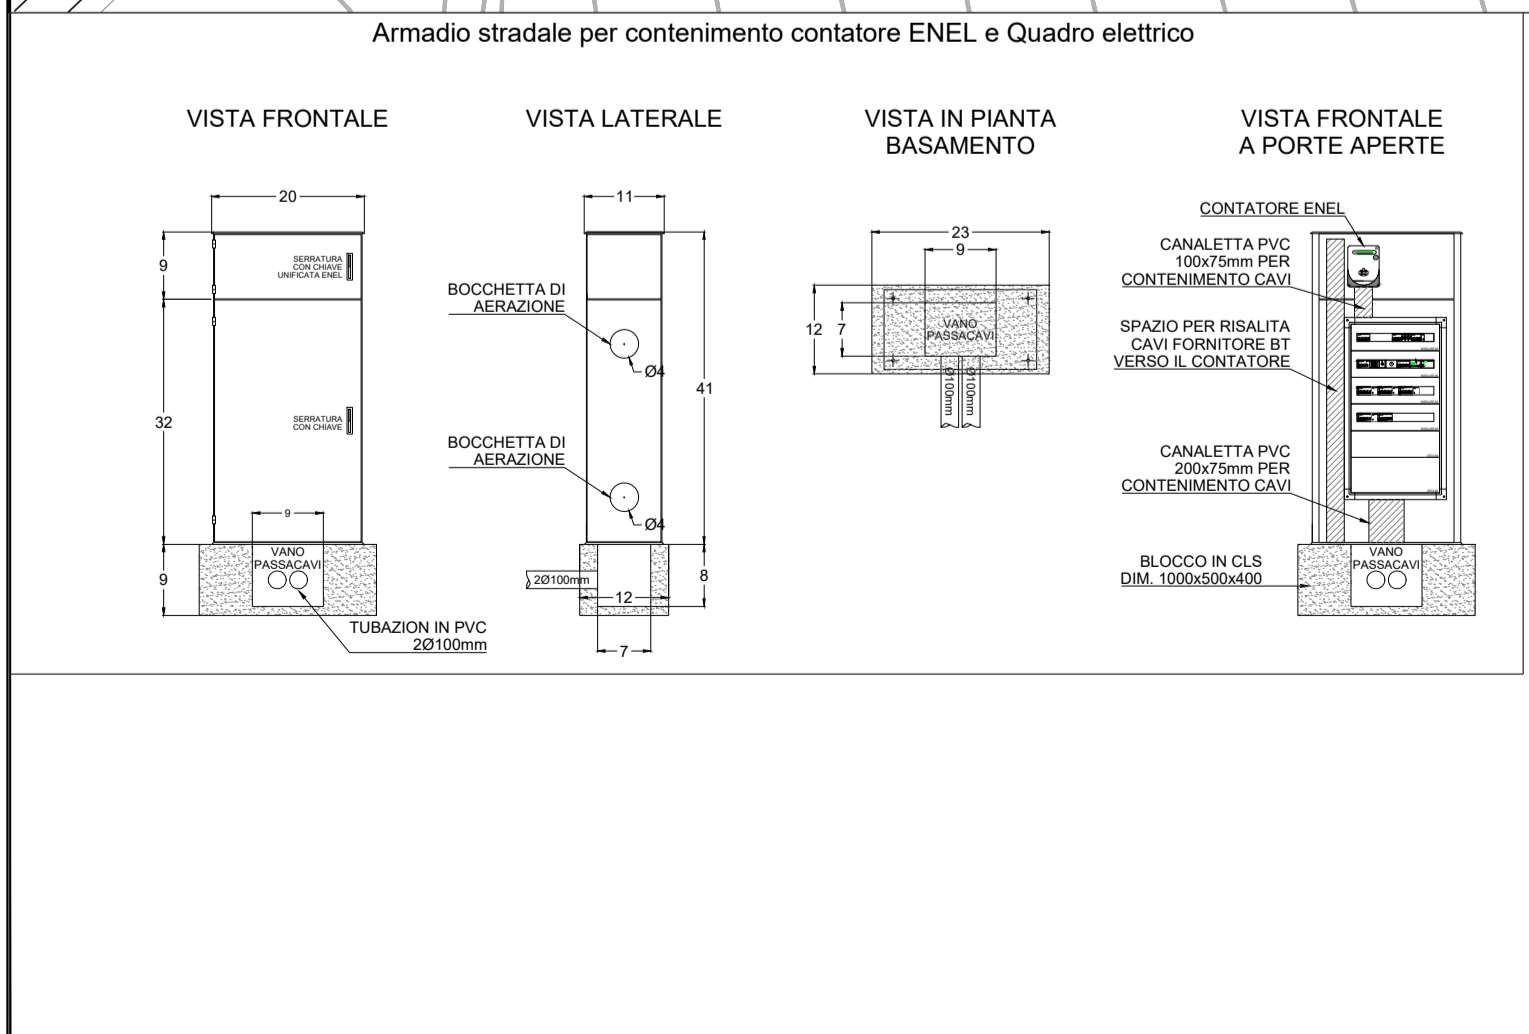 Armadio stradale per contenimento contatore ENEL e Quadro elettrico
VISTA FRONTALE
20
9
32
9
SERRATURA
CON CHIAVE
UNIFICATA ENEL
SERRATURA
CON CHIAVE
9
VANO
PASSACAVI
TUBAZION IN PVC
2Ø100mm
VISTA LATERALE
11
BOCCHETTA DI
AERAZIONE
Ø4
41
BOCCHETTA DI
AERAZIONE
Ø4
2Ø100mm
8
12
7
VISTA IN PIANTA
BASAMENTO
23
9
12
7
VANO
PASSACAVI
Ø100mm
Ø100mm
VISTA FRONTALE
A PORTE APERTE
CONTATORE ENEL
CANALETTA PVC
100x75mm PER
CONTENIMENTO CAVI
SPAZIO PER RISALITA
CAVI FORNITORE BT
VERSO IL CONTATORE
CANALETTA PVC
200x75mm PER
CONTENIMENTO CAVI
BLOCCO IN CLS
DIM. 1000x500x400
VANO
PASSACAVI